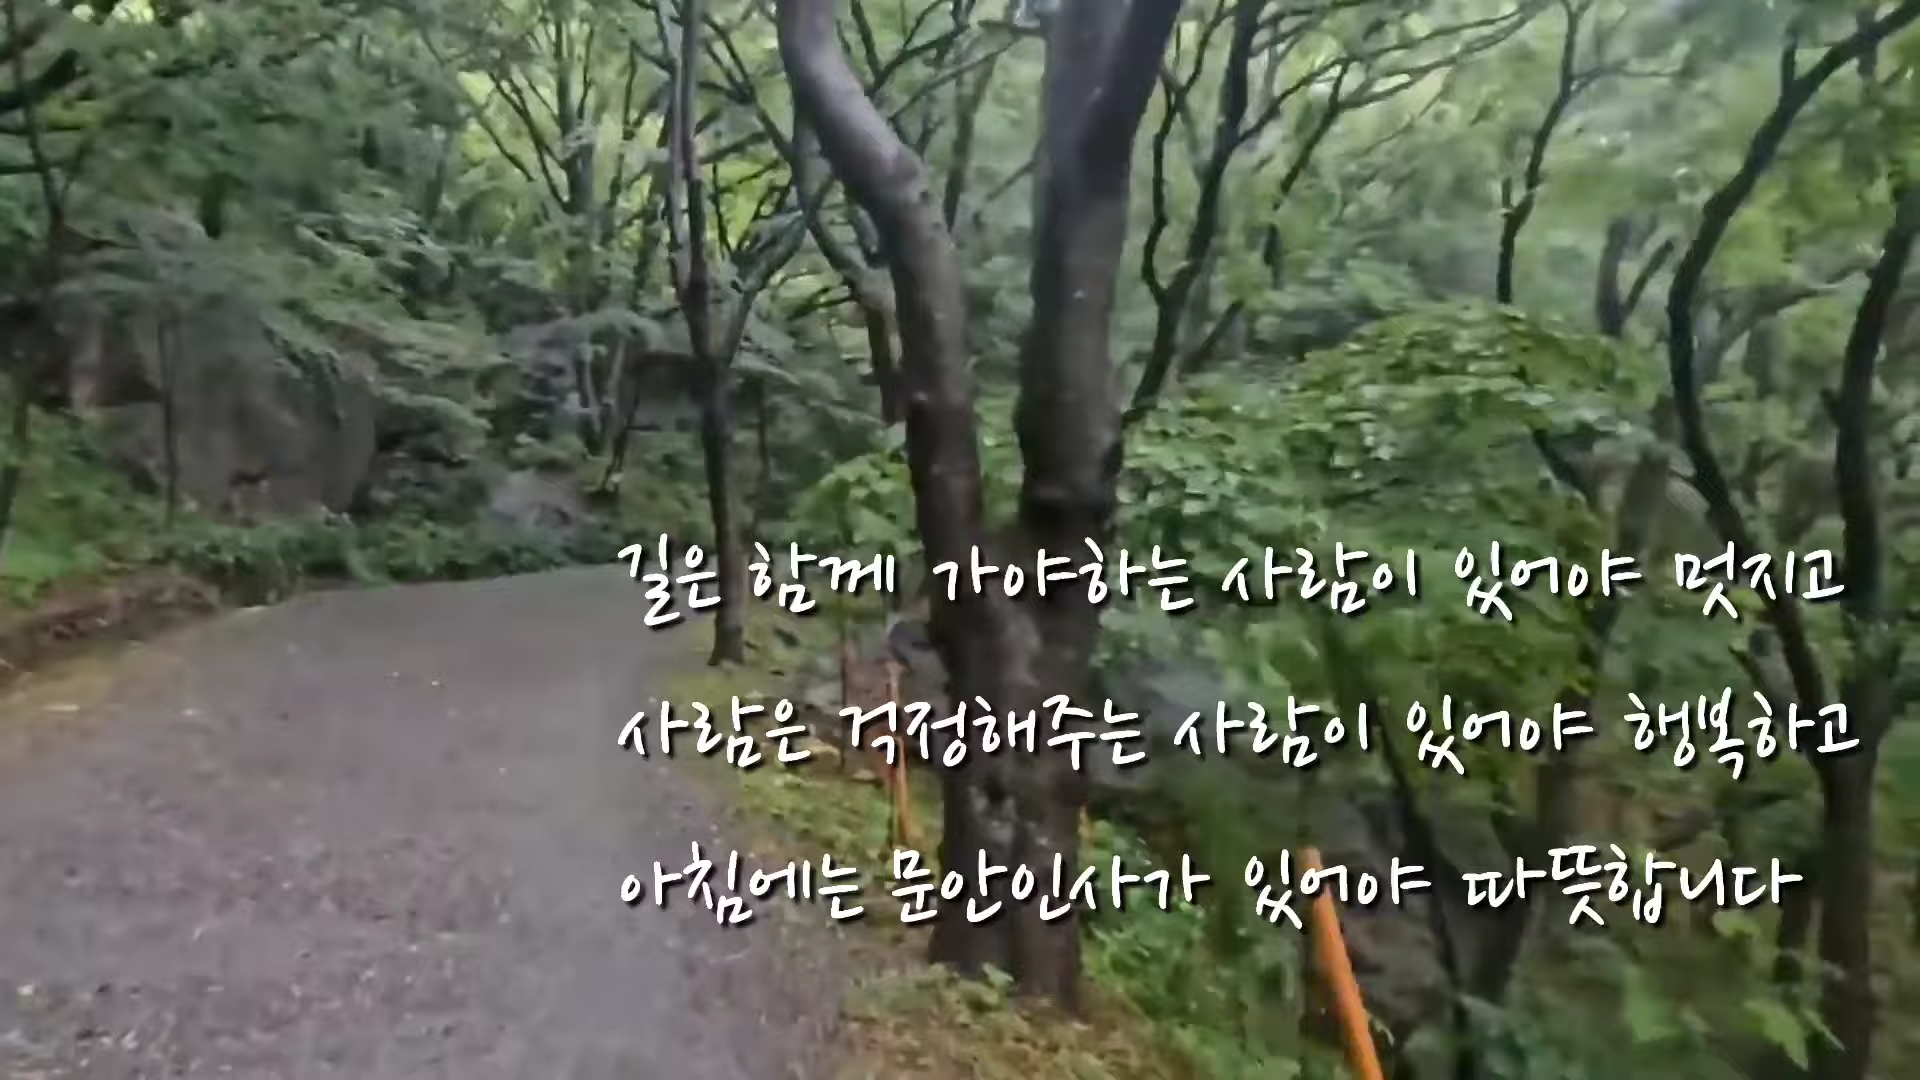 길은 함께 가야하는 사람이 있어야 멋지고
사람은 걱정해주는 사람이 있어야 행복하고
아침에는 문안인사가 있어야 따뜻합니다